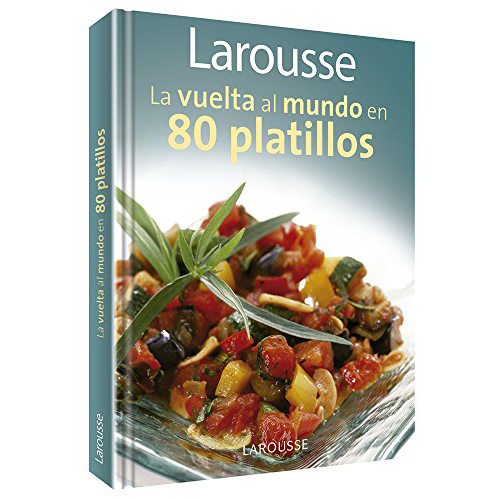 Larousse
La vuelta al mundo en
80 platillos
LAROUSSE
La vuelta al mundo en 80 platillos
Larousse